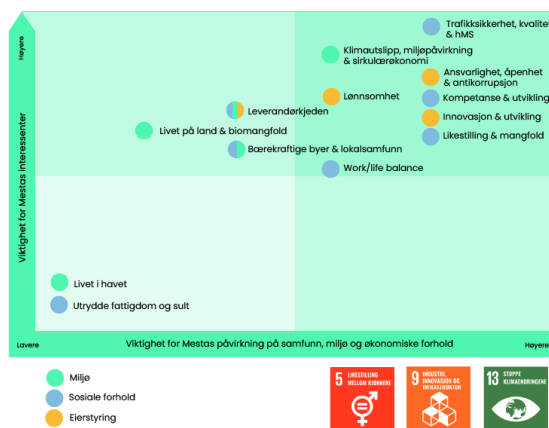 Høyere
Viktighet for Mestas interessenter
Trafikksikkerhet, kvalitet
& hMS
Klimautslipp, miljøpåvirkning
& sirkulærøkonomi
Ansvarlighet, åpenhet
& antikorrupsjon
Lønnsomhet
Kompetanse & utvikling
Leverandørkjeden
Innovasjon & utvikling
Livet på land & biomangfold
Likestilling & mangfold
Bærekraftige byer & lokalsamfunn
Work/life balance
Livet i havet
Utrydde fattigdom og sult
Lavere
Viktighet for Mestas påvirkning på samfunn, miljø og økonomiske forhold
Høyere
Miljø
Sosiale forhold
Eierstyring
5 LIKESTILLING
MELLOM KJØNNENE
9 INDUSTRI,
INNOVASJON OG
INFRASTRUKTUR
13 STOPPE
KLIMAENDRINGENE